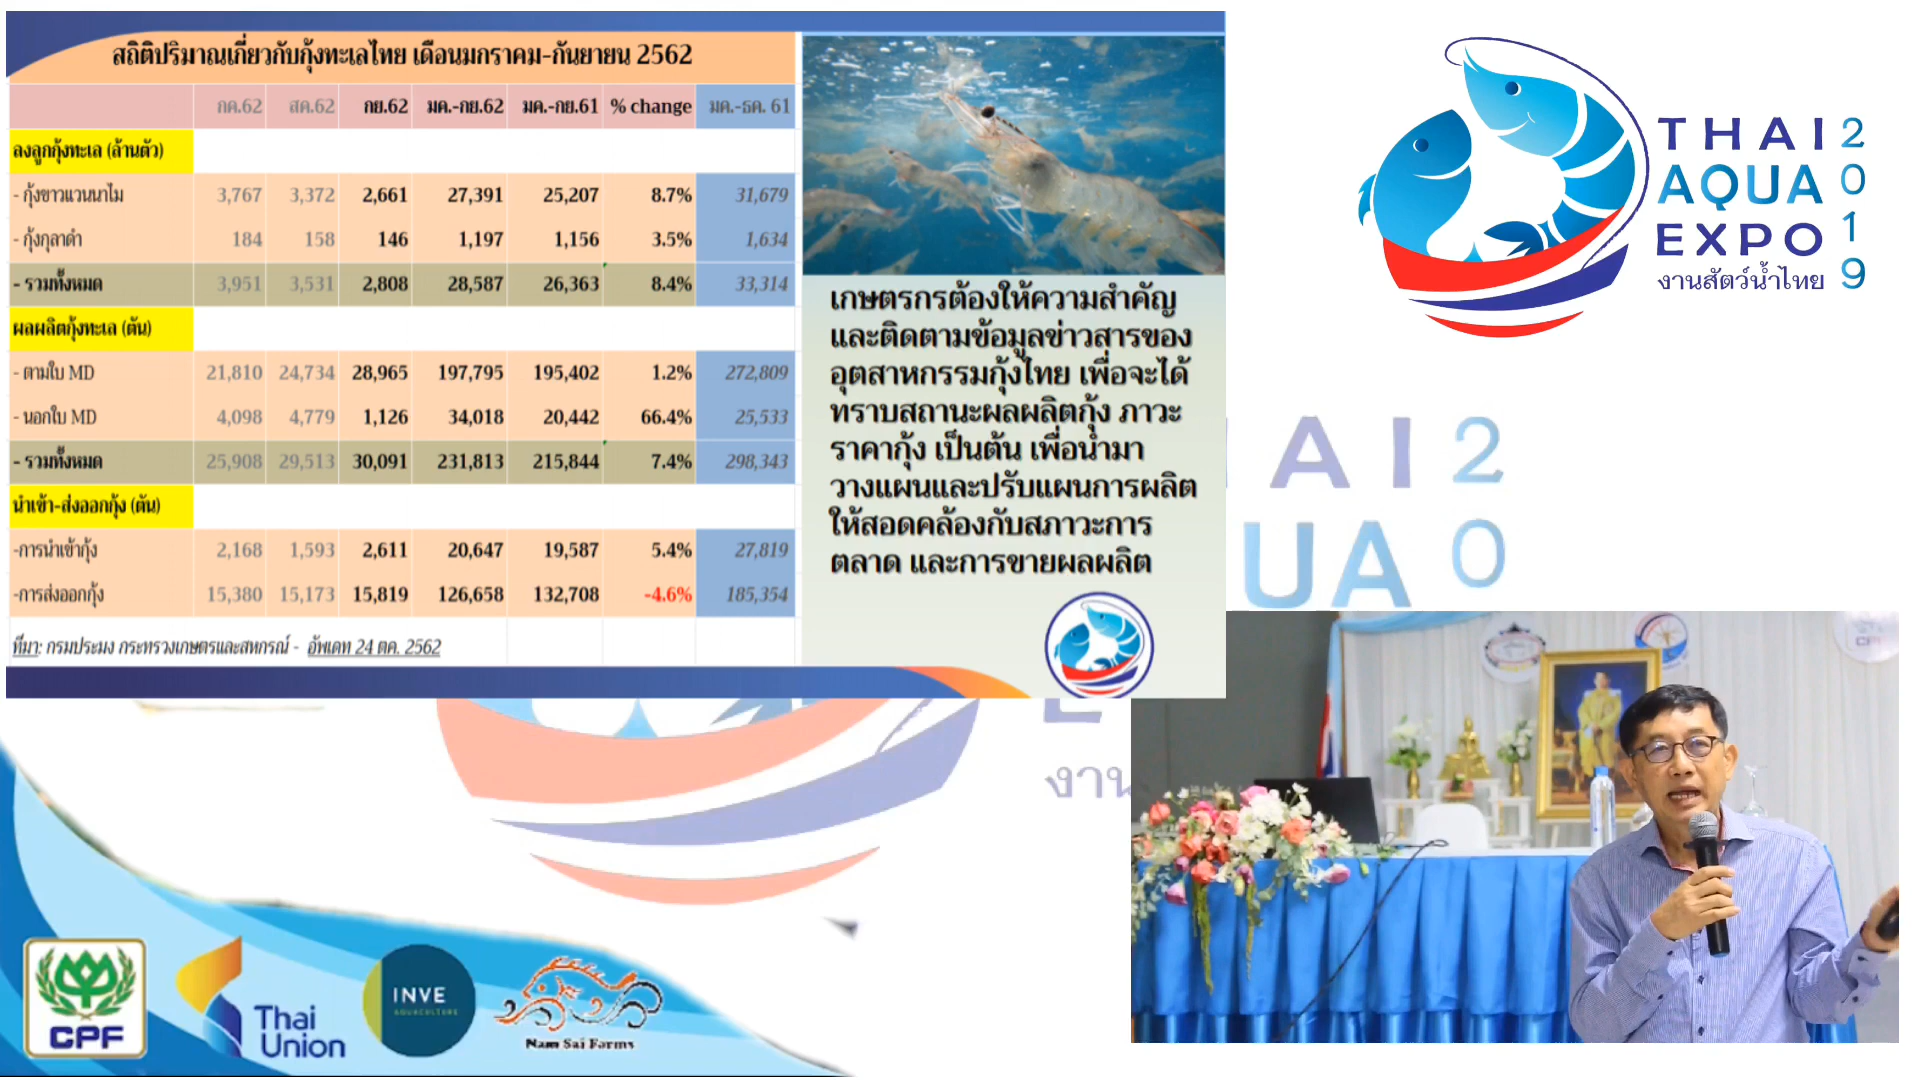 สถิติปริมาณเกี่ยวกับกุ้งทะเลไทย เดือนมกราคม-กันยายน 2562
กค.62 สค.62 กย.62 มค.-กย.62 มค.-กย.61 % change มค.-ธค. 61
ลงลูกกุ้งทะเล (ล้านตัว)
- กุ้งขาวแวนนาไม 3,767 3,372 2,661 27,391 25,207 8.7% 31,679
- กุ้งกุลาดำ 184 158 146 1,197 1,156 3.5% 1,634
- รวมทั้งหมด 3,951 3,531 2,808 28,587 26,363 8.4% 33,314
ผลผลิตกุ้งทะเล (ตัน)
- ตามใบ MD 21,810 24,734 28,965 197,795 195,402 1.2% 272,809
- นอกใบ MD 4,098 4,779 1,126 34,018 20,442 66.4% 25,533
- รวมทั้งหมด 25,908 29,513 30,091 231,813 215,844 7.4% 298,343
นำเข้า-ส่งออกกุ้ง (ตัน)
-การนำเข้ากุ้ง 2,168 1,593 2,611 20,647 19,587 5.4% 27,819
-การส่งออกกุ้ง 15,380 15,173 15,819 126,658 132,708 -4.6% 185,354
ที่มา: กรมประมง กระทรวงเกษตรและสหกรณ์ - อัพเดท 24 ตค. 2562
เกษตรกรต้องให้ความสำคัญ
และติดตามข้อมูลข่าวสารของ
อุตสาหกรรมกุ้งไทย เพื่อจะได้
ทราบสถานะผลผลิตกุ้ง ภาวะ
ราคากุ้ง เป็นต้น เพื่อนำมา
วางแผนและปรับแผนการผลิต
ให้สอดคล้องกับสภาวะการ
ตลาด และการขายผลผลิต
THAI
AQUA
EXPO
งานสัตว์น้ำไทย
2019
AI 2
UA 0
งาน
CPF
Thai
Union
INVE
AQUACULTURE
Nam Sai Farms